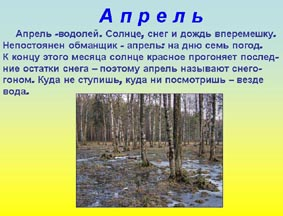 Апрель
Апрель -водолей. Солнце, снег и дождь вперемешку.
Непостоянен обманщик - апрель: на дню семь погод.
К концу этого месяца солнце красное прогоняет послед-
ние остатки снега – поэтому апрель называют снего-
гоном. Куда не ступишь, куда ни посмотришь – везде
вода.